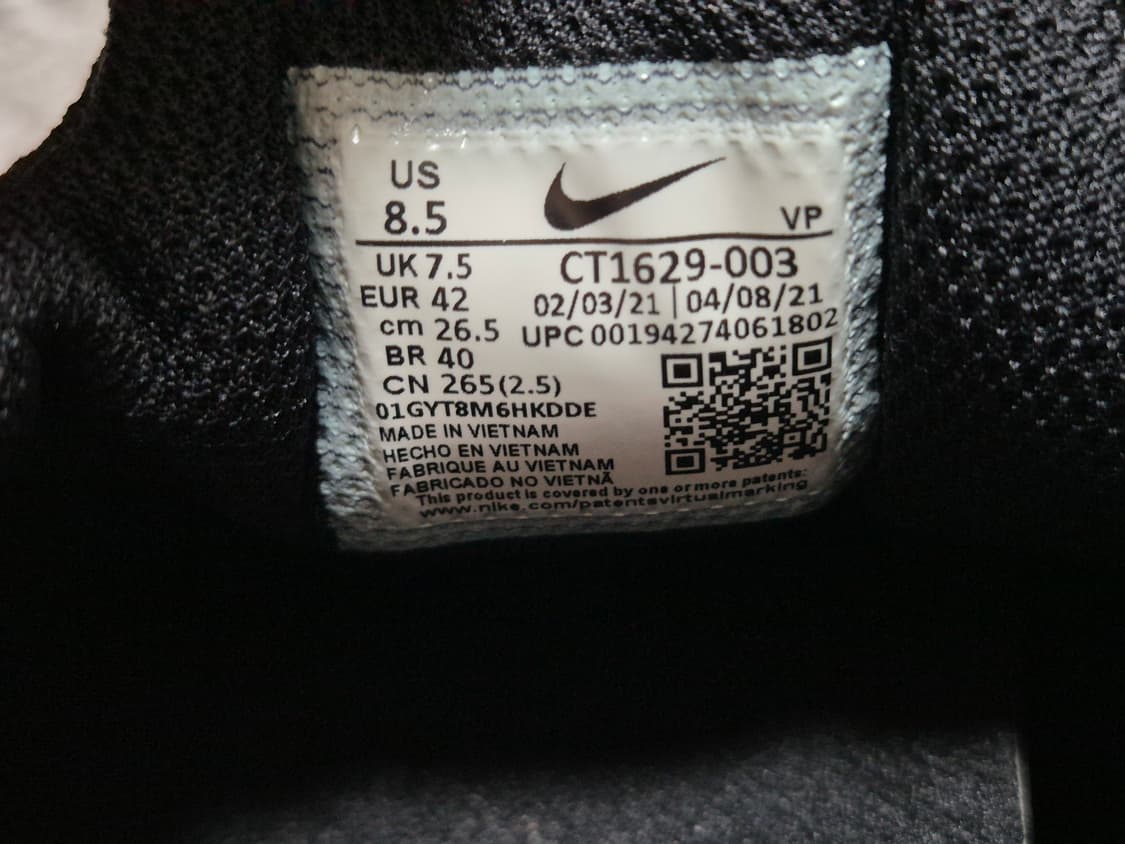 US
8.5
VP
UK 7.5
CT1629-003
EUR 42
02/03/21 | 04/08/21
cm 26.5
UPC 00194274061802
BR 40
CN 265(2.5)
01GYT8M6HKDDE
MADE IN VIETNAM
HECHO EN VIETNAM
FABRIQUE AU VIETNAM
FABRICADO NO VIETNÃ
This product is covered by one or more patents:
www.nike.com/patentsvirtualmarking